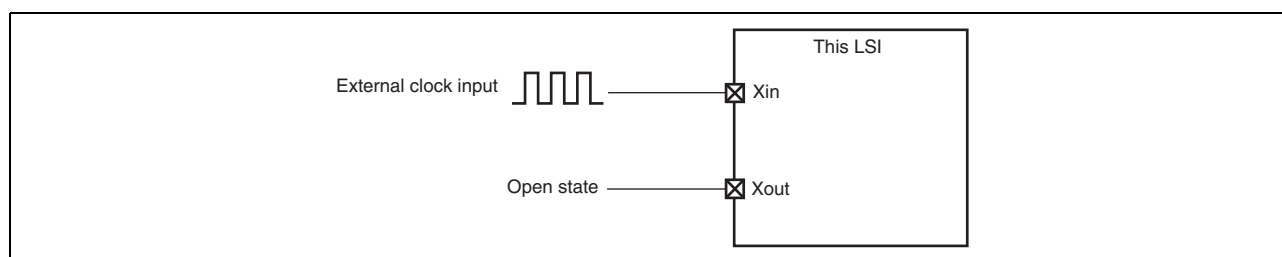 This LSI
External clock input
Xin
Open state
Xout